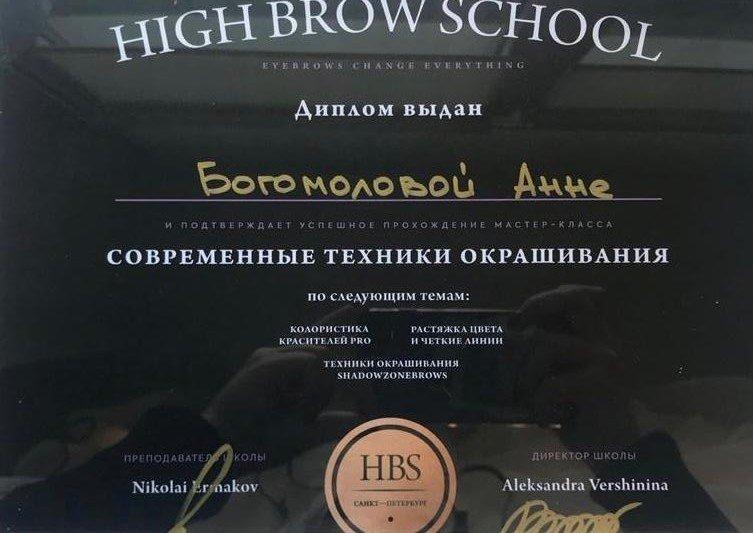 HIGH BROW SCHOOL
EYEBROWS CHANGE EVERYTHING
Диплом выдан
Богомоловой Анне
И ПОДТВЕРЖДАЕТ УСПЕШНОЕ ПРОХОЖДЕНИЕ МАСТЕР-КЛАССА
СОВРЕМЕННЫЕ ТЕХНИКИ ОКРАШИВАНИЯ
по следующим темам:
КОЛОРИСТИКА
КРАСИТЕЛЕЙ PRO
РАСТЯЖКА ЦВЕТА
И ЧЕТКИЕ ЛИНИИ
ТЕХНИКИ ОКРАШИВАНИЯ
SHADOWZONEBROWS
ПРЕПОДАВАТЕЛЬ ШКОЛЫ
Nikolai Ermakov
HBS
САНКТ—ПЕТЕРБУРГ
ДИРЕКТОР ШКОЛЫ
Aleksandra Vershinina